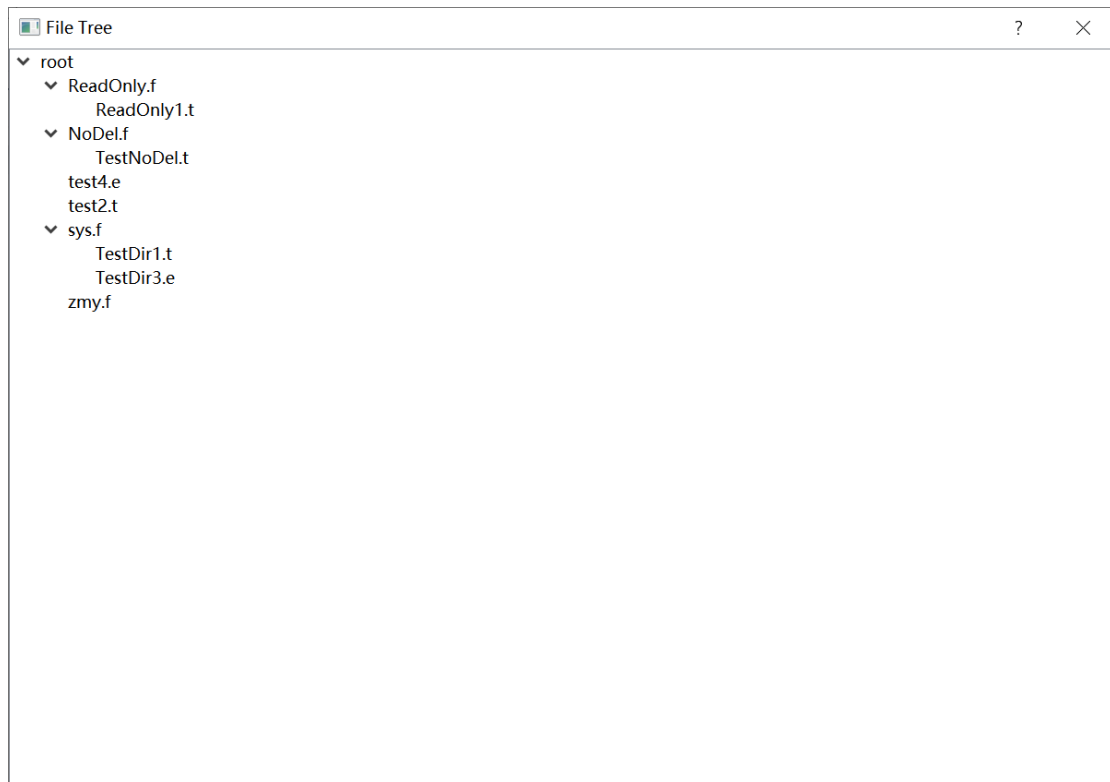 File Tree ?
root
ReadOnly.f
ReadOnly1.t
NoDel.f
TestNoDel.t
test4.e
test2.t
sys.f
TestDir1.t
TestDir3.e
zmy.f